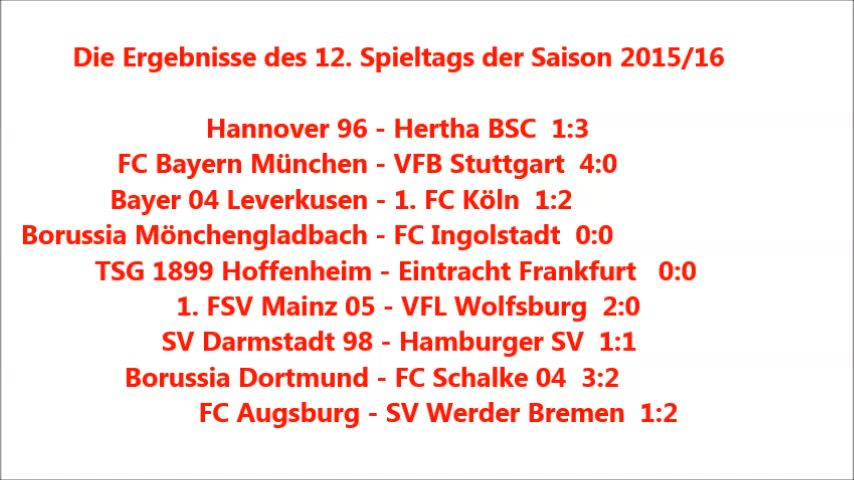 Die Ergebnisse des 12. Spieltags der Saison 2015/16
Hannover 96 - Hertha BSC 1:3
FC Bayern München - VFB Stuttgart 4:0
Bayer 04 Leverkusen - 1. FC Köln 1:2
Borussia Mönchengladbach - FC Ingolstadt 0:0
TSG 1899 Hoffenheim - Eintracht Frankfurt 0:0
1. FSV Mainz 05 - VFL Wolfsburg 2:0
SV Darmstadt 98 - Hamburger SV 1:1
Borussia Dortmund - FC Schalke 04 3:2
FC Augsburg - SV Werder Bremen 1:2